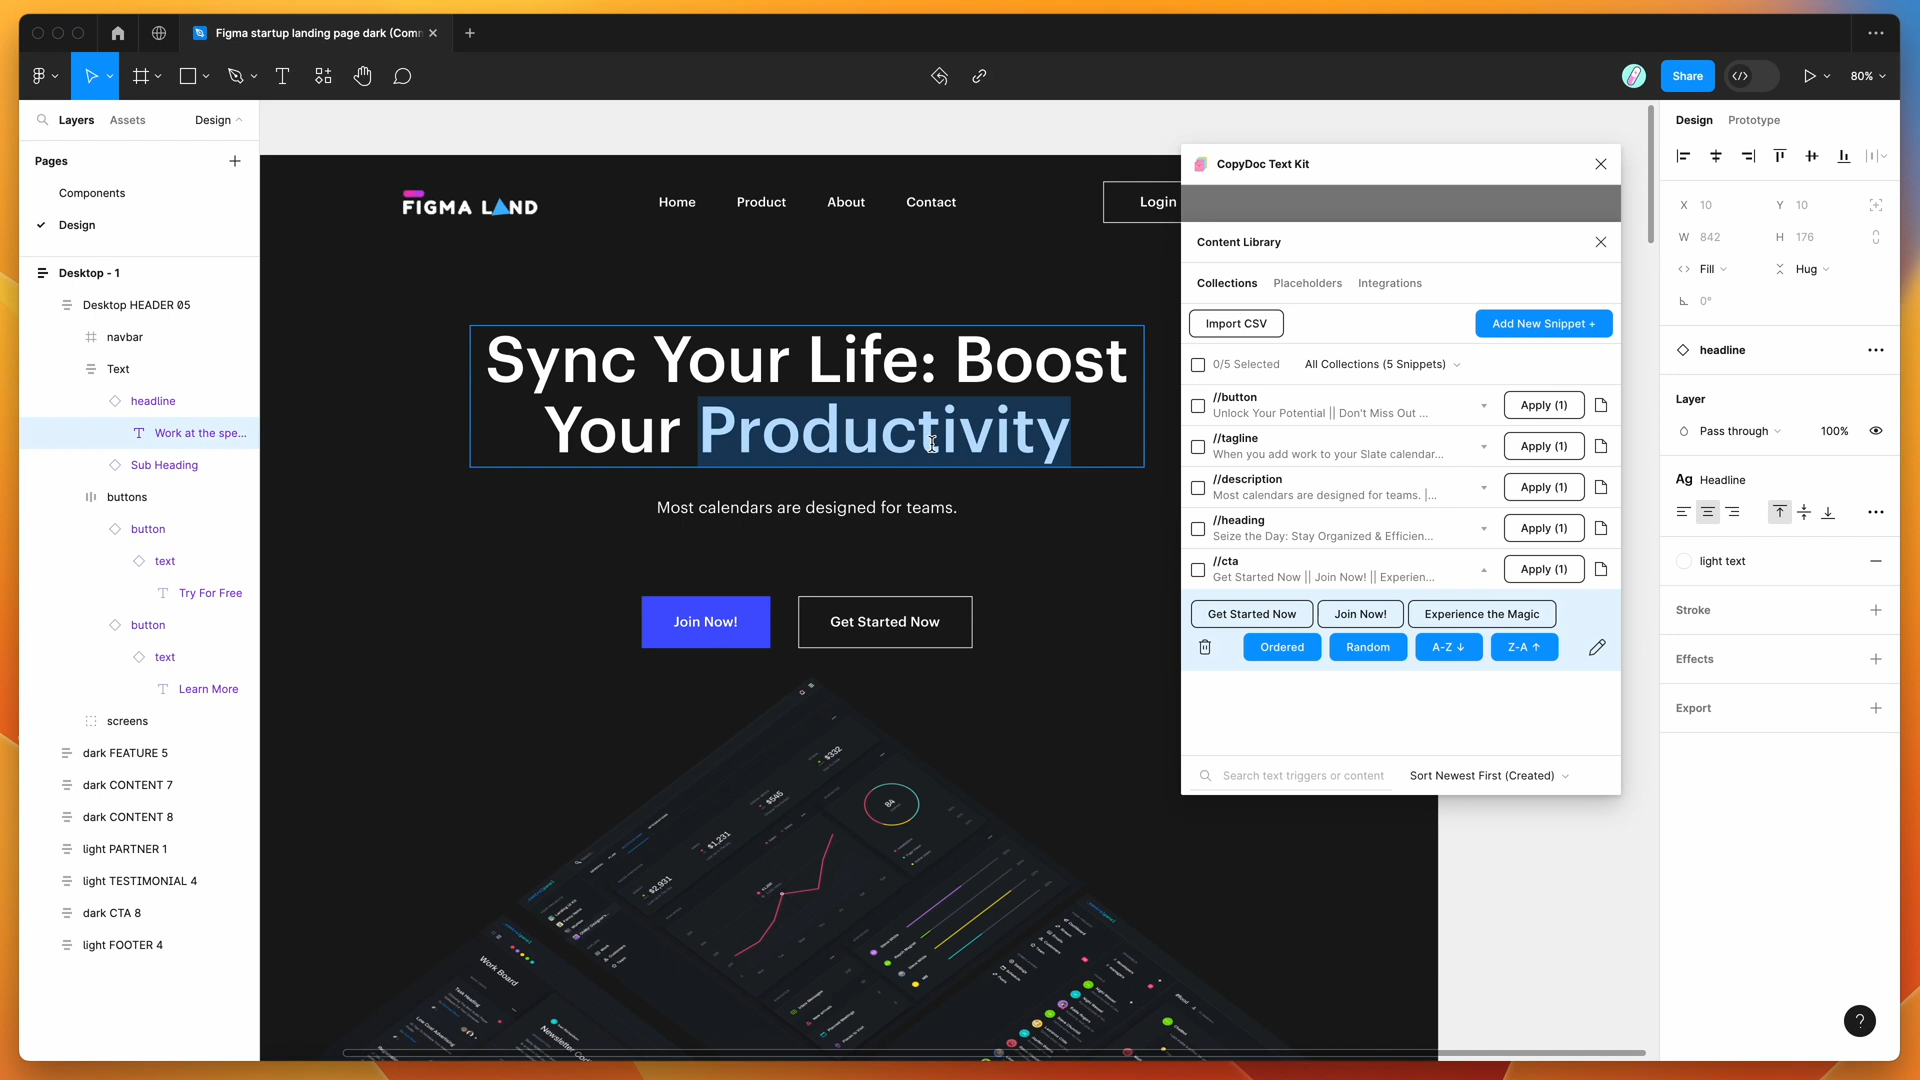 Figma startup landing page dark (Comm
Share
80%
Layers
Assets
Design
Pages
Components
Design
Desktop - 1
Desktop HEADER 05
navbar
Text
headline
Work at the spe...
Sub Heading
buttons
button
text
Try For Free
button
text
Learn More
screens
dark FEATURE 5
dark CONTENT 7
dark CONTENT 8
light PARTNER 1
light TESTIMONIAL 4
dark CTA 8
light FOOTER 4
FIGMA LAND
Home
Product
About
Contact
Login
Sync Your Life: Boost
Your Productivity
Most calendars are designed for teams.
Join Now!
Get Started Now
$332
$545
$1,231
$2,931
84
Work Board
CopyDoc Text Kit
Content Library
Collections
Placeholders
Integrations
Import CSV
Add New Snippet +
0/5 Selected
All Collections (5 Snippets)
//button
Unlock Your Potential || Don't Miss Out ...
Apply (1)
//tagline
When you add work to your Slate calendar...
Apply (1)
//description
Most calendars are designed for teams. |...
Apply (1)
//heading
Seize the Day: Stay Organized & Efficien...
Apply (1)
//cta
Get Started Now || Join Now! || Experien...
Apply (1)
Get Started Now
Join Now!
Experience the Magic
Ordered
Random
A-Z ↓
Z-A ↑
Search text triggers or content
Sort Newest First (Created)
Design
Prototype
X 10
Y 10
W 842
H 176
Fill
Hug
0°
headline
Layer
Pass through
100%
Ag Headline
light text
Stroke
Effects
Export
?